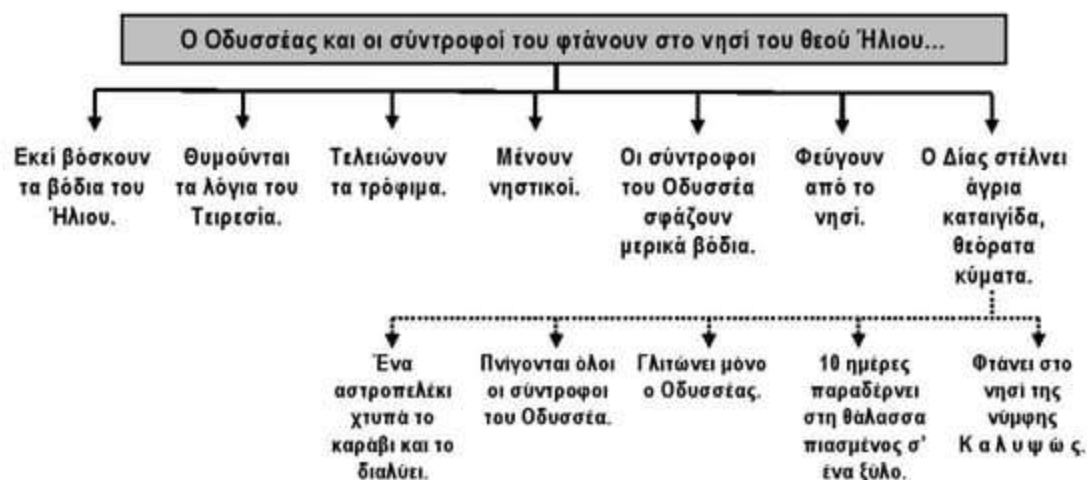 Ο Οδυσσέας και οι σύντροφοί του φτάνουν στο νησί του θεού Ήλιου...
Εκεί βόσκουν
τα βόδια του
Ήλιου.
Θυμούνται
τα λόγια του
Τειρεσία.
Τελειώνουν
τα τρόφιμα.
Μένουν
νηστικοί.
Οι σύντροφοι
του Οδυσσέα
σφάζουν
μερικά βόδια.
Φεύγουν
από το
νησί.
Ο Δίας στέλνει
άγρια
καταιγίδα,
θεόρατα
κύματα.
Ένα
αστροπελέκι
χτυπά το
καράβι και το
διαλύει.
Πνίγονται όλοι
οι σύντροφοι
του Οδυσσέα.
Γλιτώνει μόνο
ο Οδυσσέας.
10 ημέρες
παραδέρνει
στη θάλασσα
πιασμένος σ'
ένα ξύλο.
Φτάνει στο
νησί της
νύμφης
Κ α λ υ ψ ώ ς.